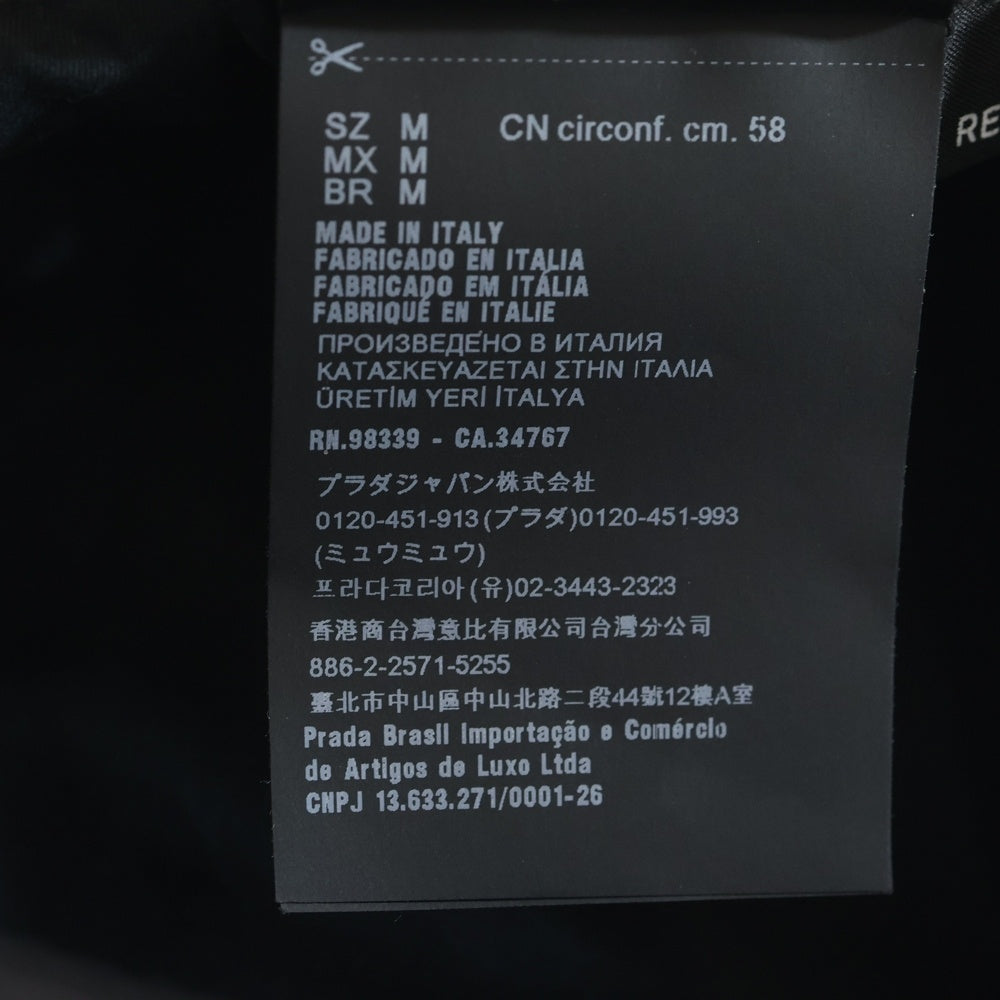 SZ M CN circonf. cm. 58
MX M
BR M
MADE IN ITALY
FABRICADO EN ITALIA
FABRICADO EM ITÁLIA
FABRIQUÉ EN ITALIE
ПРОИЗВЕДЕНО В ИТАЛИЯ
ΚΑΤΑΣΚΕΥΑΖΕΤΑΙ ΣΤΗΝ ΙΤΑΛΙΑ
ÜRETİM YERİ İTALYA
RN.98339 - CA.34767
プラダジャパン株式会社
0120-451-913(プラダ)0120-451-993
(ミュウミュウ)
프라다코리아(유)02-3443-2323
香港商台灣意比有限公司台灣分公司
886-2-2571-5255
臺北市中山區中山北路二段44號12樓A室
Prada Brasil Importação e Comércio
de Artigos de Luxo Ltda
CNPJ 13.633.271/0001-26
RE